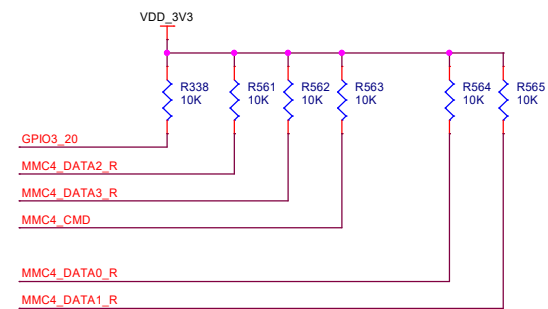 VDD_3V3
R338 R561 R562 R563 R564 R565
10K 10K 10K 10K 10K 10K
GPIO3_20
MMC4_DATA2_R
MMC4_DATA3_R
MMC4_CMD
MMC4_DATA0_R
MMC4_DATA1_R